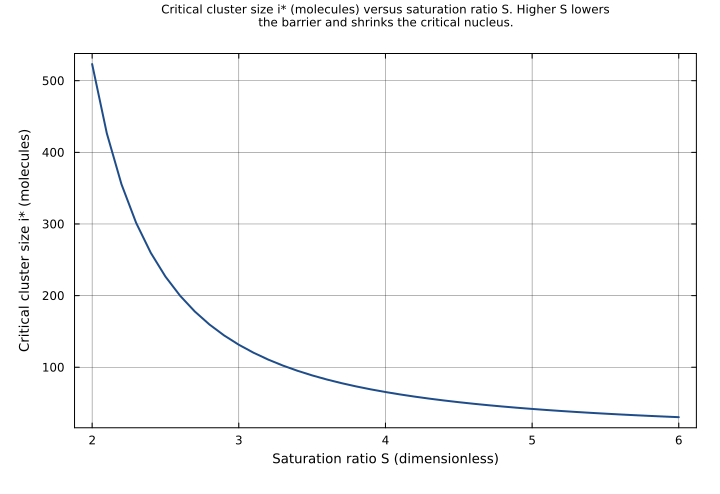 Critical cluster size i* (molecules) versus saturation ratio S. Higher S lowers
the barrier and shrinks the critical nucleus.
500
400
300
200
100
Critical cluster size i* (molecules)
2 3 4 5 6
Saturation ratio S (dimensionless)